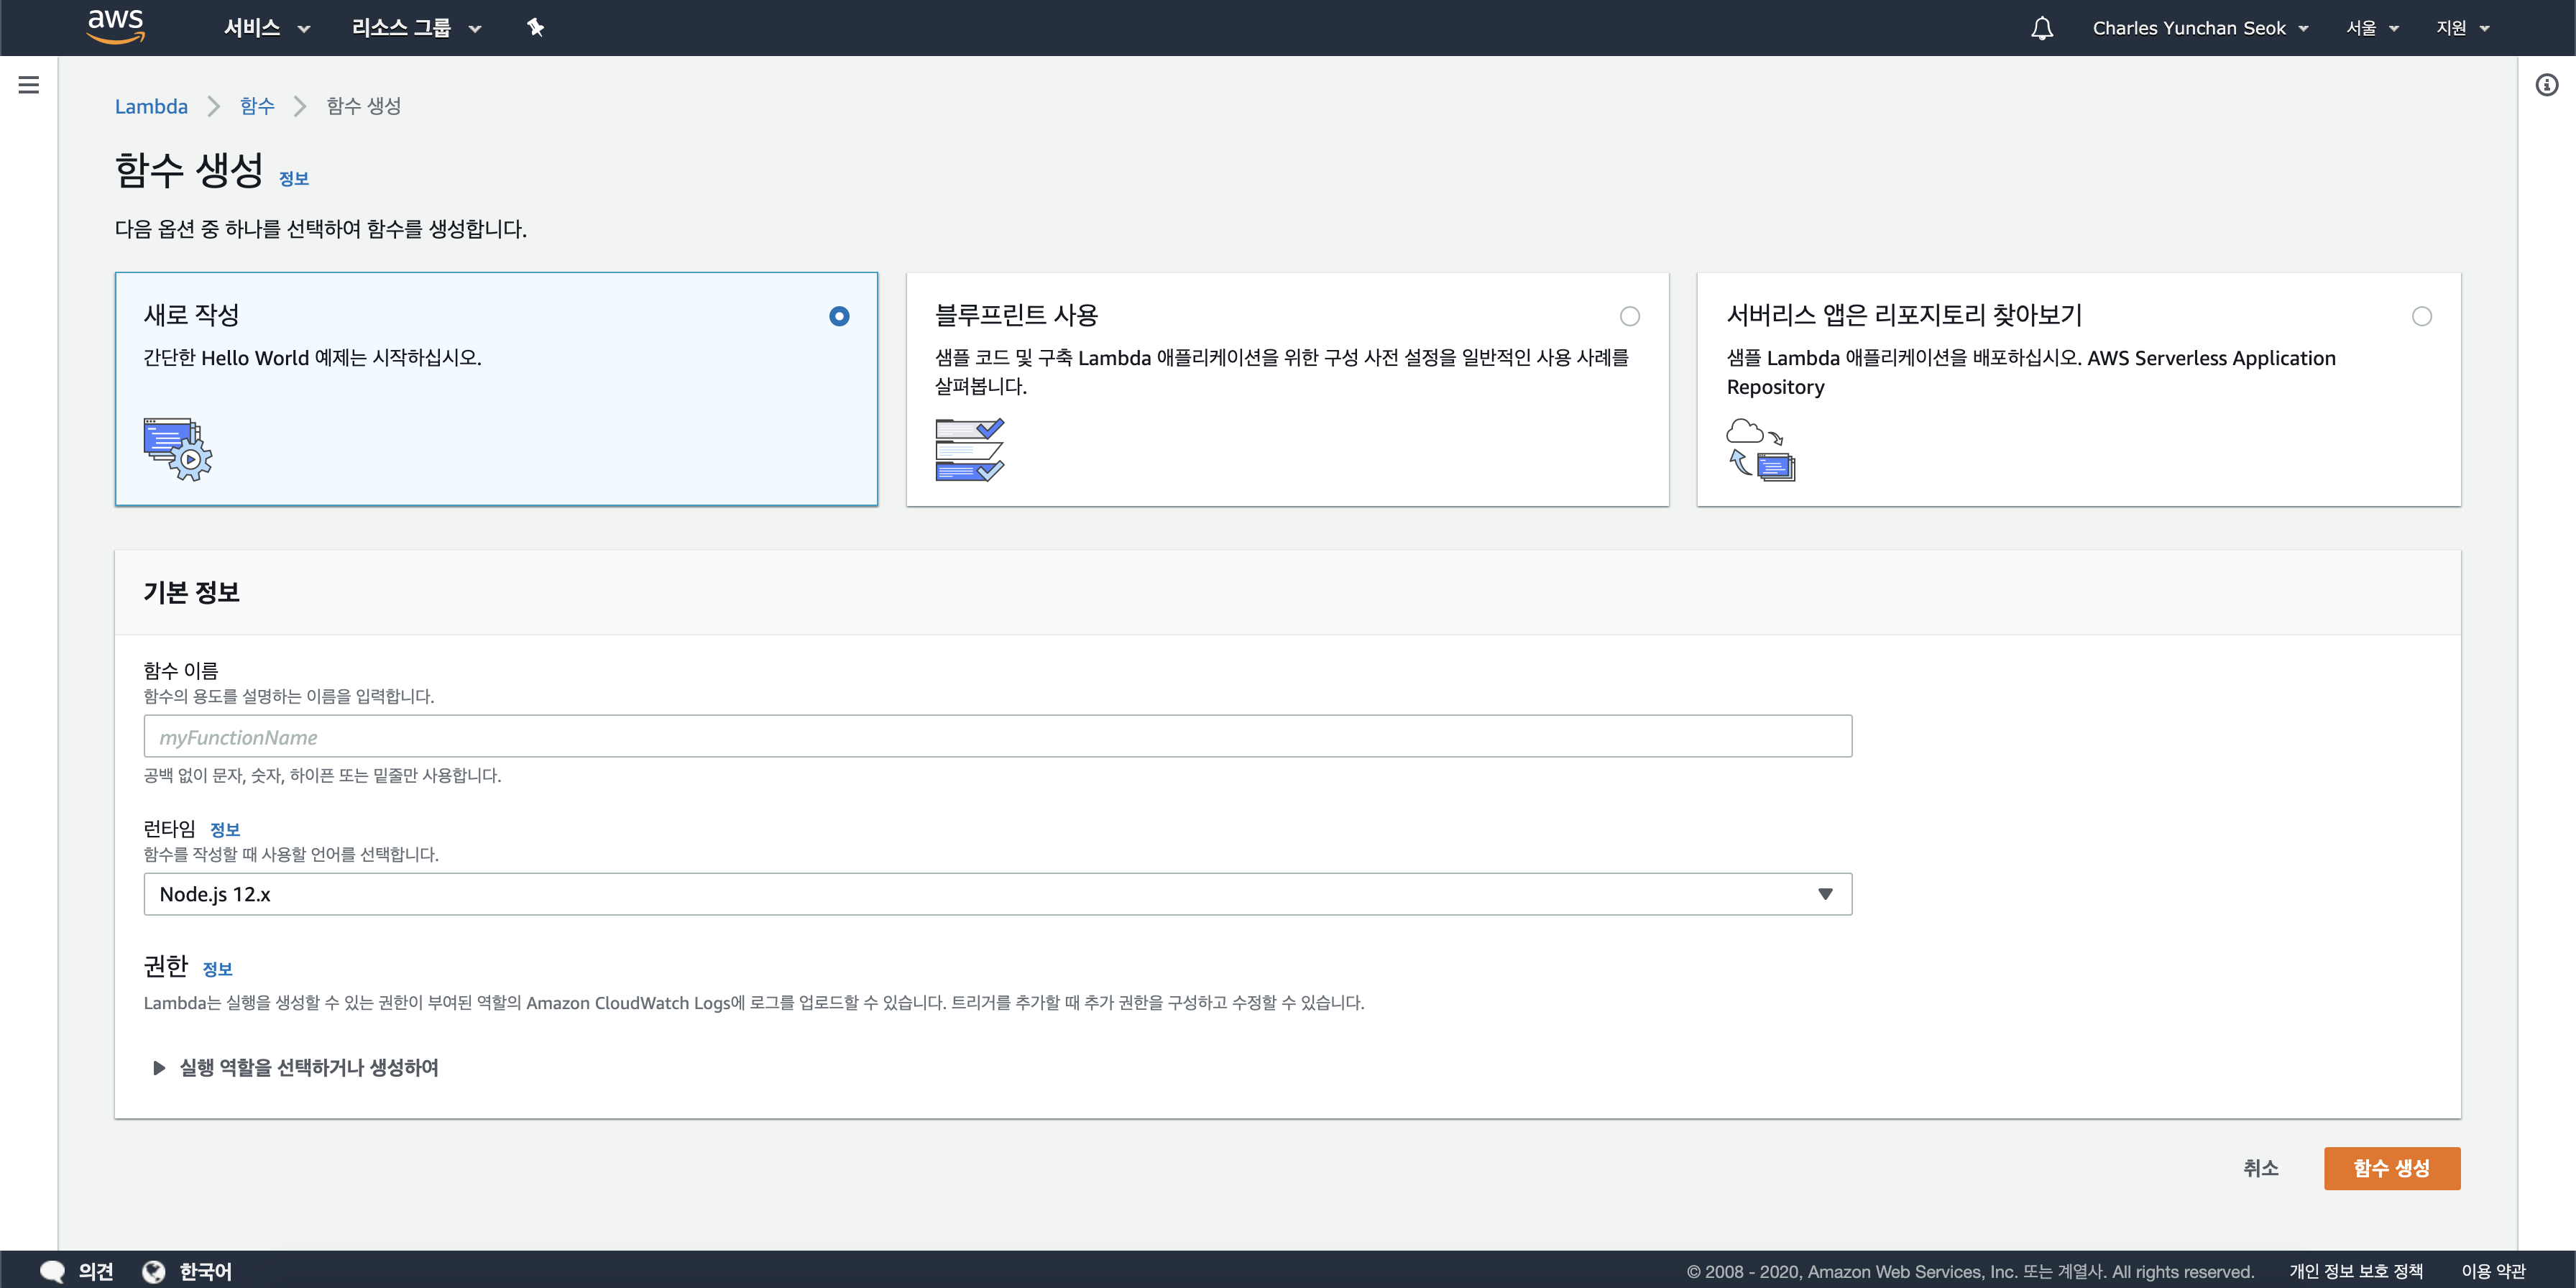 aws 서비스 리소스 그룹 Charles Yunchan Seok 서울 지원
Lambda 함수 함수 생성
함수 생성 정보
다음 옵션 중 하나를 선택하여 함수를 생성합니다.
새로 작성
간단한 Hello World 예제는 시작하십시오.
블루프린트 사용
샘플 코드 및 구축 Lambda 애플리케이션을 위한 구성 사전 설정을 일반적인 사용 사례를
살펴봅니다.
서버리스 앱은 리포지토리 찾아보기
샘플 Lambda 애플리케이션을 배포하십시오. AWS Serverless Application
Repository
기본 정보
함수 이름
함수의 용도를 설명하는 이름을 입력합니다.
myFunctionName
공백 없이 문자, 숫자, 하이픈 또는 밑줄만 사용합니다.
런타임 정보
함수를 작성할 때 사용할 언어를 선택합니다.
Node.js 12.x
권한 정보
Lambda는 실행을 생성할 수 있는 권한이 부여된 역할의 Amazon CloudWatch Logs에 로그를 업로드할 수 있습니다. 트리거를 추가할 때 추가 권한을 구성하고 수정할 수 있습니다.
실행 역할을 선택하거나 생성하여
취소 함수 생성
의견 한국어 © 2008 - 2020, Amazon Web Services, Inc. 또는 계열사. All rights reserved. 개인 정보 보호 정책 이용 약관